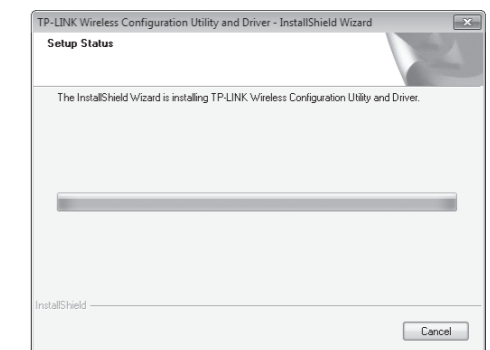 TP-LINK Wireless Configuration Utility and Driver - InstallShield Wizard
Setup Status
The InstallShield Wizard is installing TP-LINK Wireless Configuration Utility and Driver.
InstallShield
Cancel